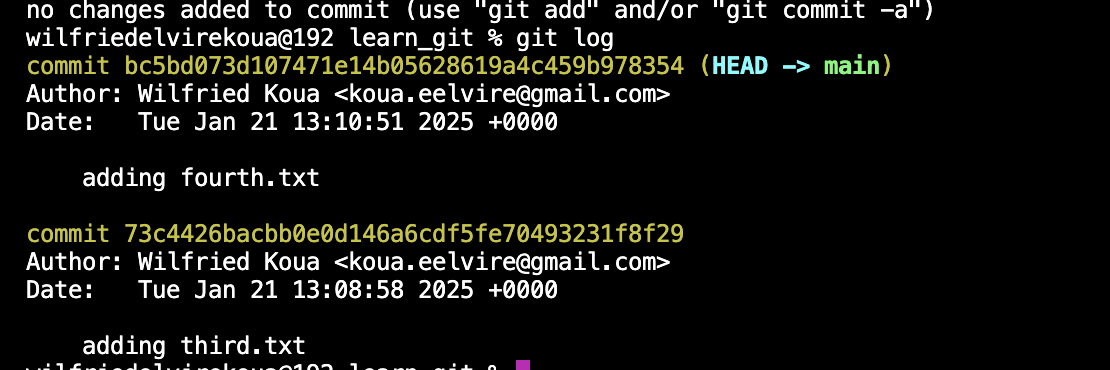 no changes added to commit (use "git add" and/or "git commit -a")
wilfriedelvirekoua@192 learn_git % git log
commit bc5bd073d107471e14b05628619a4c459b978354 (HEAD -> main)
Author: Wilfried Koua <koua.eelvire@gmail.com>
Date:   Tue Jan 21 13:10:51 2025 +0000
    adding fourth.txt
commit 73c4426bacbb0e0d146a6cdf5fe70493231f8f29
Author: Wilfried Koua <koua.eelvire@gmail.com>
Date:   Tue Jan 21 13:08:58 2025 +0000
    adding third.txt
wilfriedelvirekoua@192 learn_git %